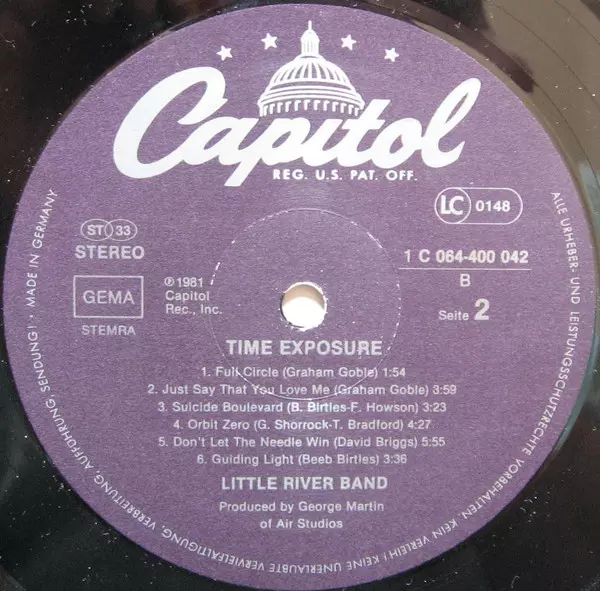 Capitol
REG. U.S. PAT. OFF.
LC 0148
ST 33
STEREO
1 C 064-400 042
B
GEMA
STEMRA
℗1981
Capitol
Rec., Inc.
Seite 2
TIME EXPOSURE
1. Full Circle (Graham Goble) 1:54
2. Just Say That You Love Me (Graham Goble) 3:59
3. Suicide Boulevard (B. Birtles-F. Howson) 3:23
4. Orbit Zero (G. Shorrock-T. Bradford) 4:32
5. Don't Let The Needle Win (David Briggs) 5:55
6. Guiding Light (Beeb Birtles) 3:36
LITTLE RIVER BAND
Produced by George Martin
of Air Studios
ALLE URHEBER- UND LEISTUNGSSCHUTZRECHTE VORBEHALTEN. KEIN VERLEIH! KEINE UNERLAUBTE VERVIELFÄLTIGUNG, VERBREITUNG, AUFFÜHRUNG, SENDUNG! · MADE IN GERMANY